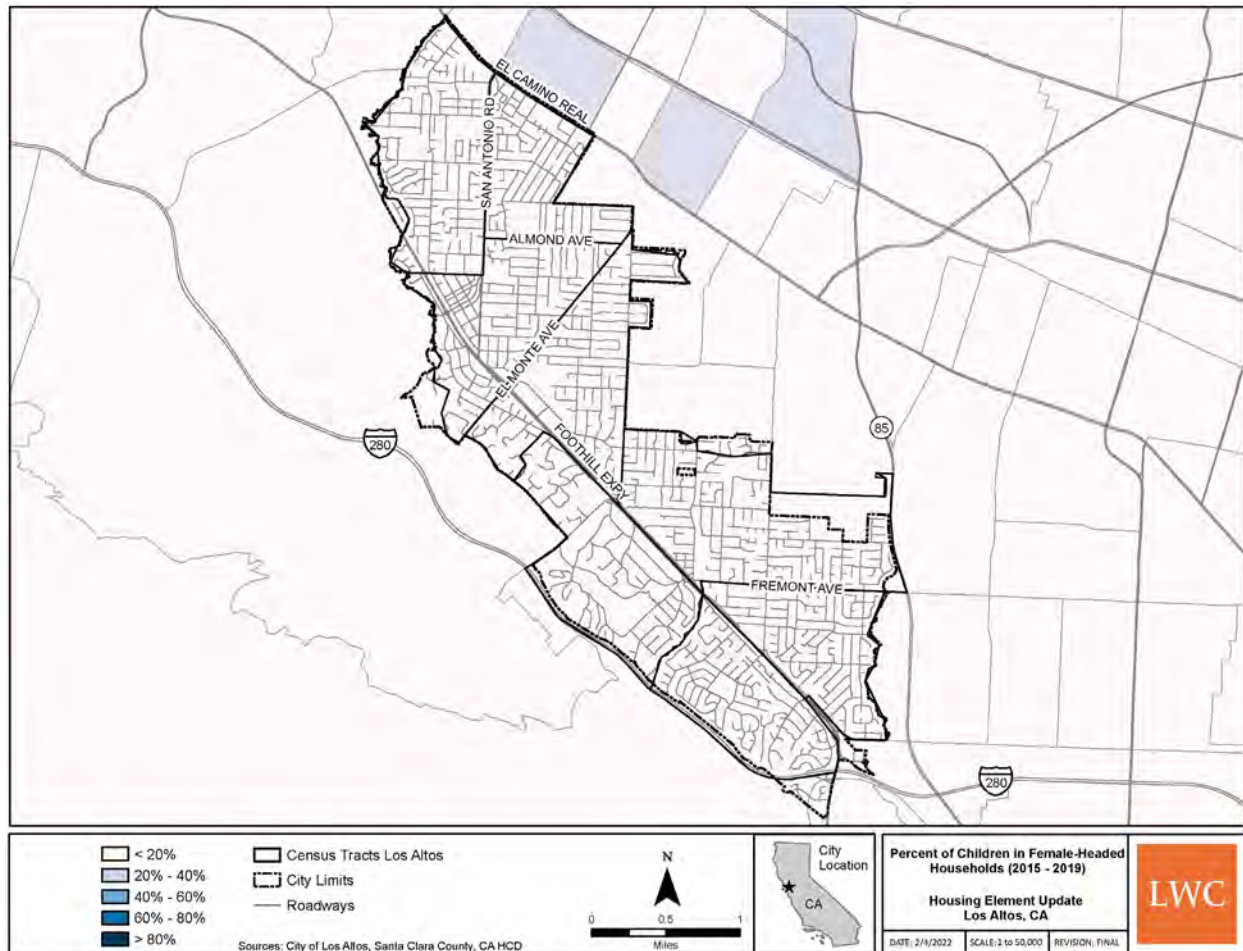 EL CAMINO REAL
SAN ANTONIO RD
ALMOND AVE
EL MONTE AVE
FOOTHILL EXPY
85
280
FREMONT AVE
280
< 20%
20% - 40%
40% - 60%
60% - 80%
> 80%
Census Tracts Los Altos
City Limits
Roadways
Sources: City of Los Altos, Santa Clara County, CA HCD
N
0 0.5 1
Miles
City
Location
CA
Percent of Children in Female-Headed
Households (2015 - 2019)
Housing Element Update
Los Altos, CA
DATE: 2/4/2022
SCALE: 1 to 50,000
REVISION: FINAL
LWC